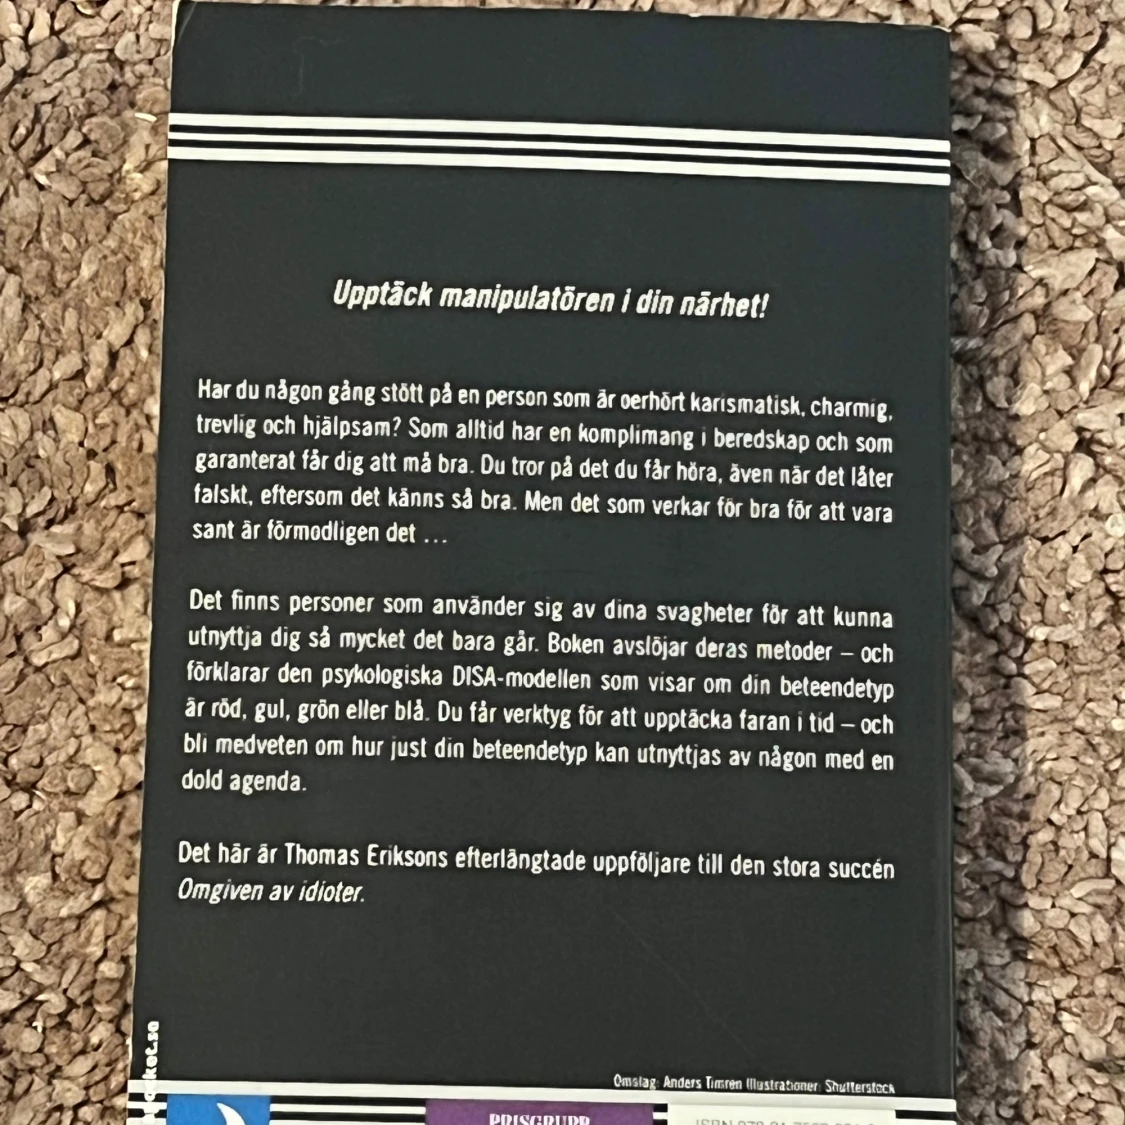 Upptäck manipulatören i din närhet!
Har du någon gång stött på en person som är oerhört karismatisk, charmig,
trevlig och hjälpsam? Som alltid har en komplimang i beredskap och som
garanterat får dig att må bra. Du tror på det du får höra, även när det låter
falskt, eftersom det känns så bra. Men det som verkar för bra för att vara
sant är förmodligen det ...
Det finns personer som använder sig av dina svagheter för att kunna
utnyttja dig så mycket det bara går. Boken avslöjar deras metoder – och
förklarar den psykologiska DISA-modellen som visar om din beteendetyp
är röd, gul, grön eller blå. Du får verktyg för att upptäcka faran i tid – och
bli medveten om hur just din beteendetyp kan utnyttjas av någon med en
dold agenda.
Det här är Thomas Eriksons efterlängtade uppföljare till den stora succén
Omgiven av idioter.
Omslag: Anders Timrén Illustrationer: Shutterstock
PRISGRUPP